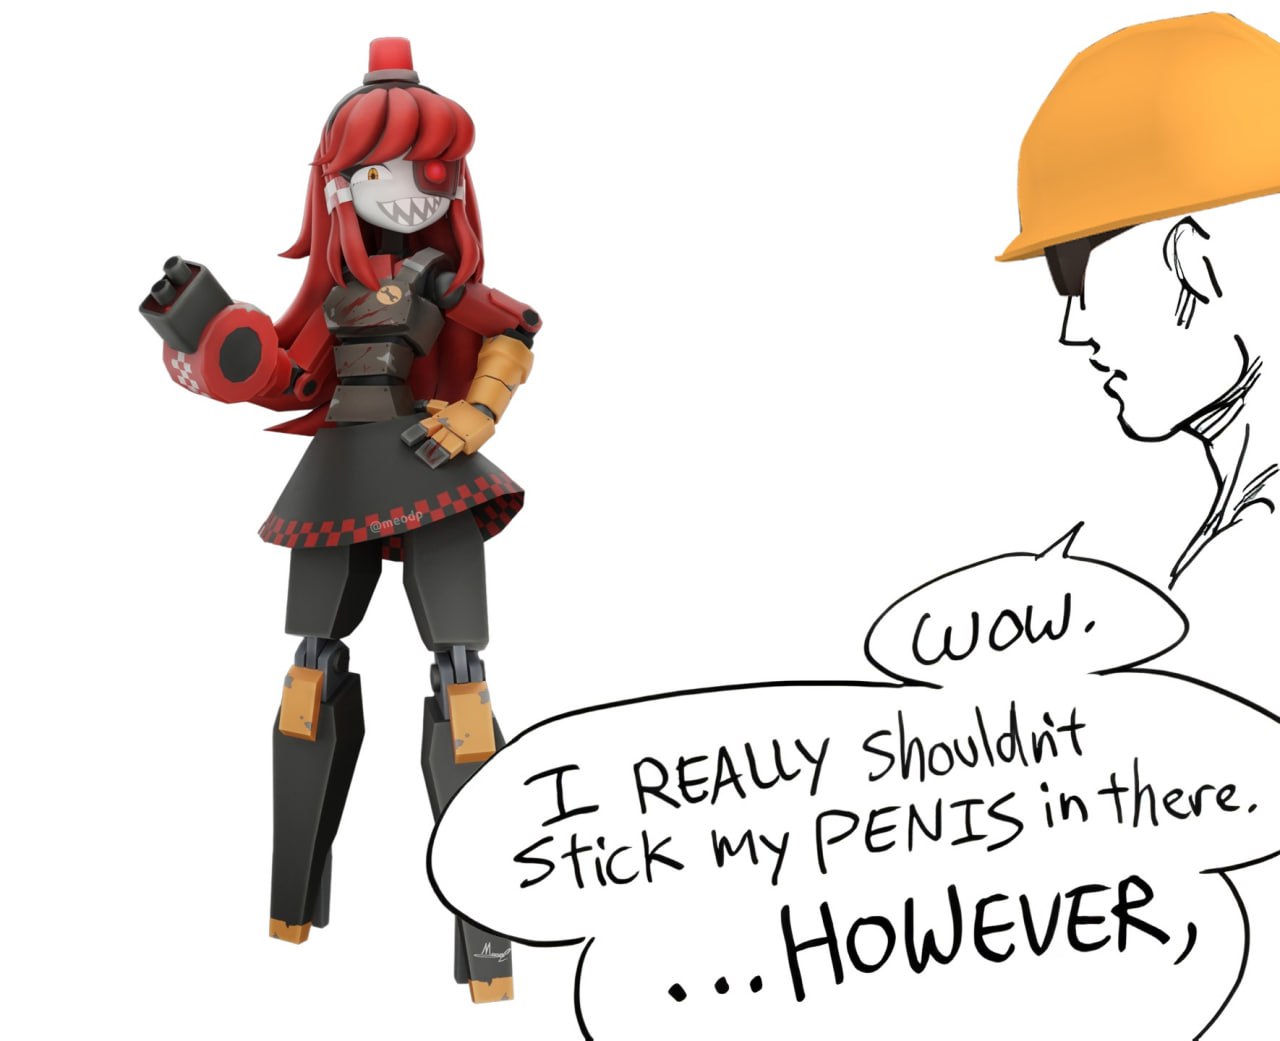 @meodp
WOW.
I REALLY shouldn't
stick my PENIS in there.
...HOWEVER,